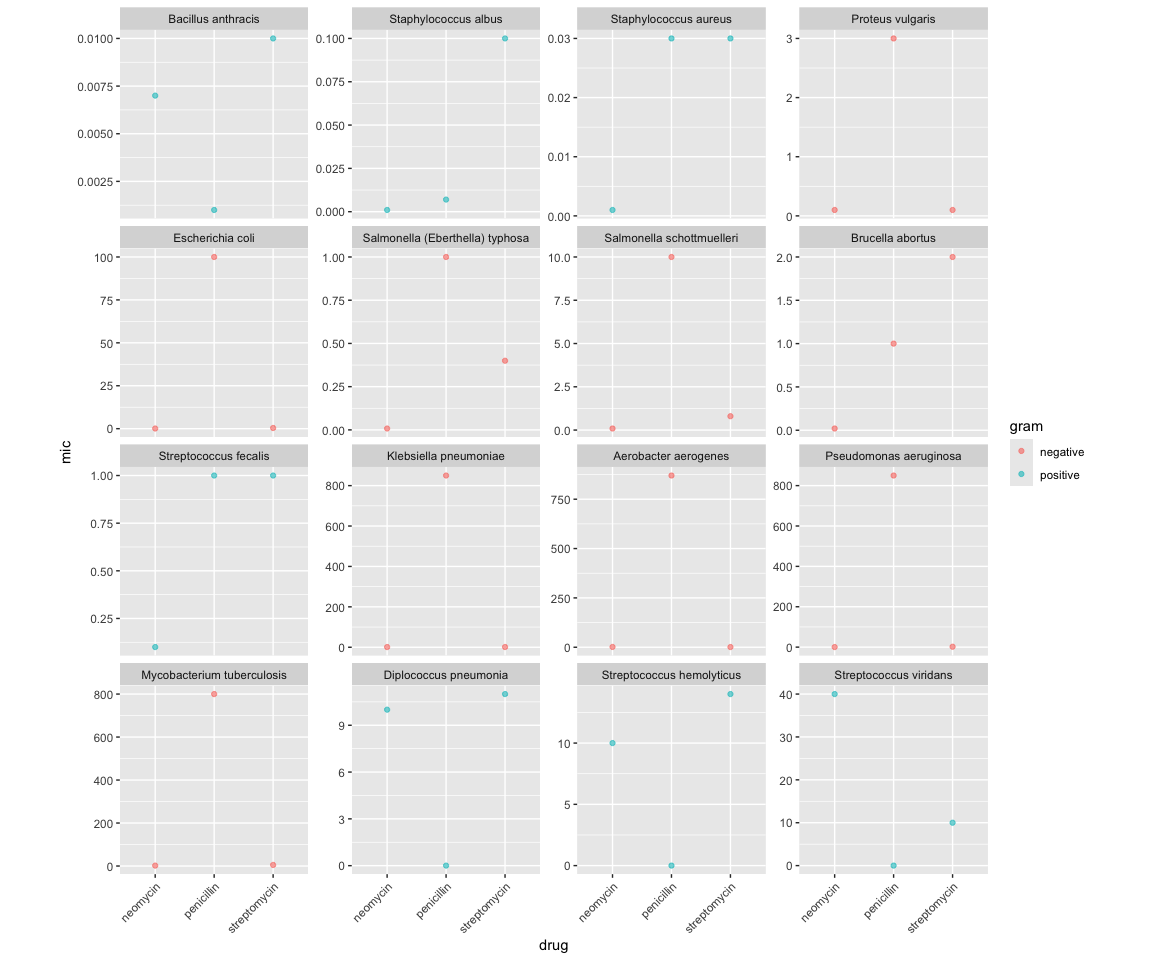 Bacillus anthracis
Staphylococcus albus
Staphylococcus aureus
Proteus vulgaris
0.0100
0.0075
0.0050
0.0025
0.100
0.075
0.050
0.025
0.000
0.03
0.02
0.01
0.00
3
2
1
0
Escherichia coli
Salmonella (Eberthella) typhosa
Salmonella schottmuelleri
Brucella abortus
100
75
50
25
0
1.00
0.75
0.50
0.25
0.00
10.0
7.5
5.0
2.5
0.0
2.0
1.5
1.0
0.5
0.0
Streptococcus fecalis
Klebsiella pneumoniae
Aerobacter aerogenes
Pseudomonas aeruginosa
1.00
0.75
0.50
0.25
800
600
400
200
0
750
500
250
0
800
600
400
200
0
Mycobacterium tuberculosis
Diplococcus pneumonia
Streptococcus hemolyticus
Streptococcus viridans
800
600
400
200
0
9
6
3
0
10
5
0
40
30
20
10
0
neomycin
penicillin
streptomycin
neomycin
penicillin
streptomycin
neomycin
penicillin
streptomycin
neomycin
penicillin
streptomycin
drug
mic
gram
negative
positive